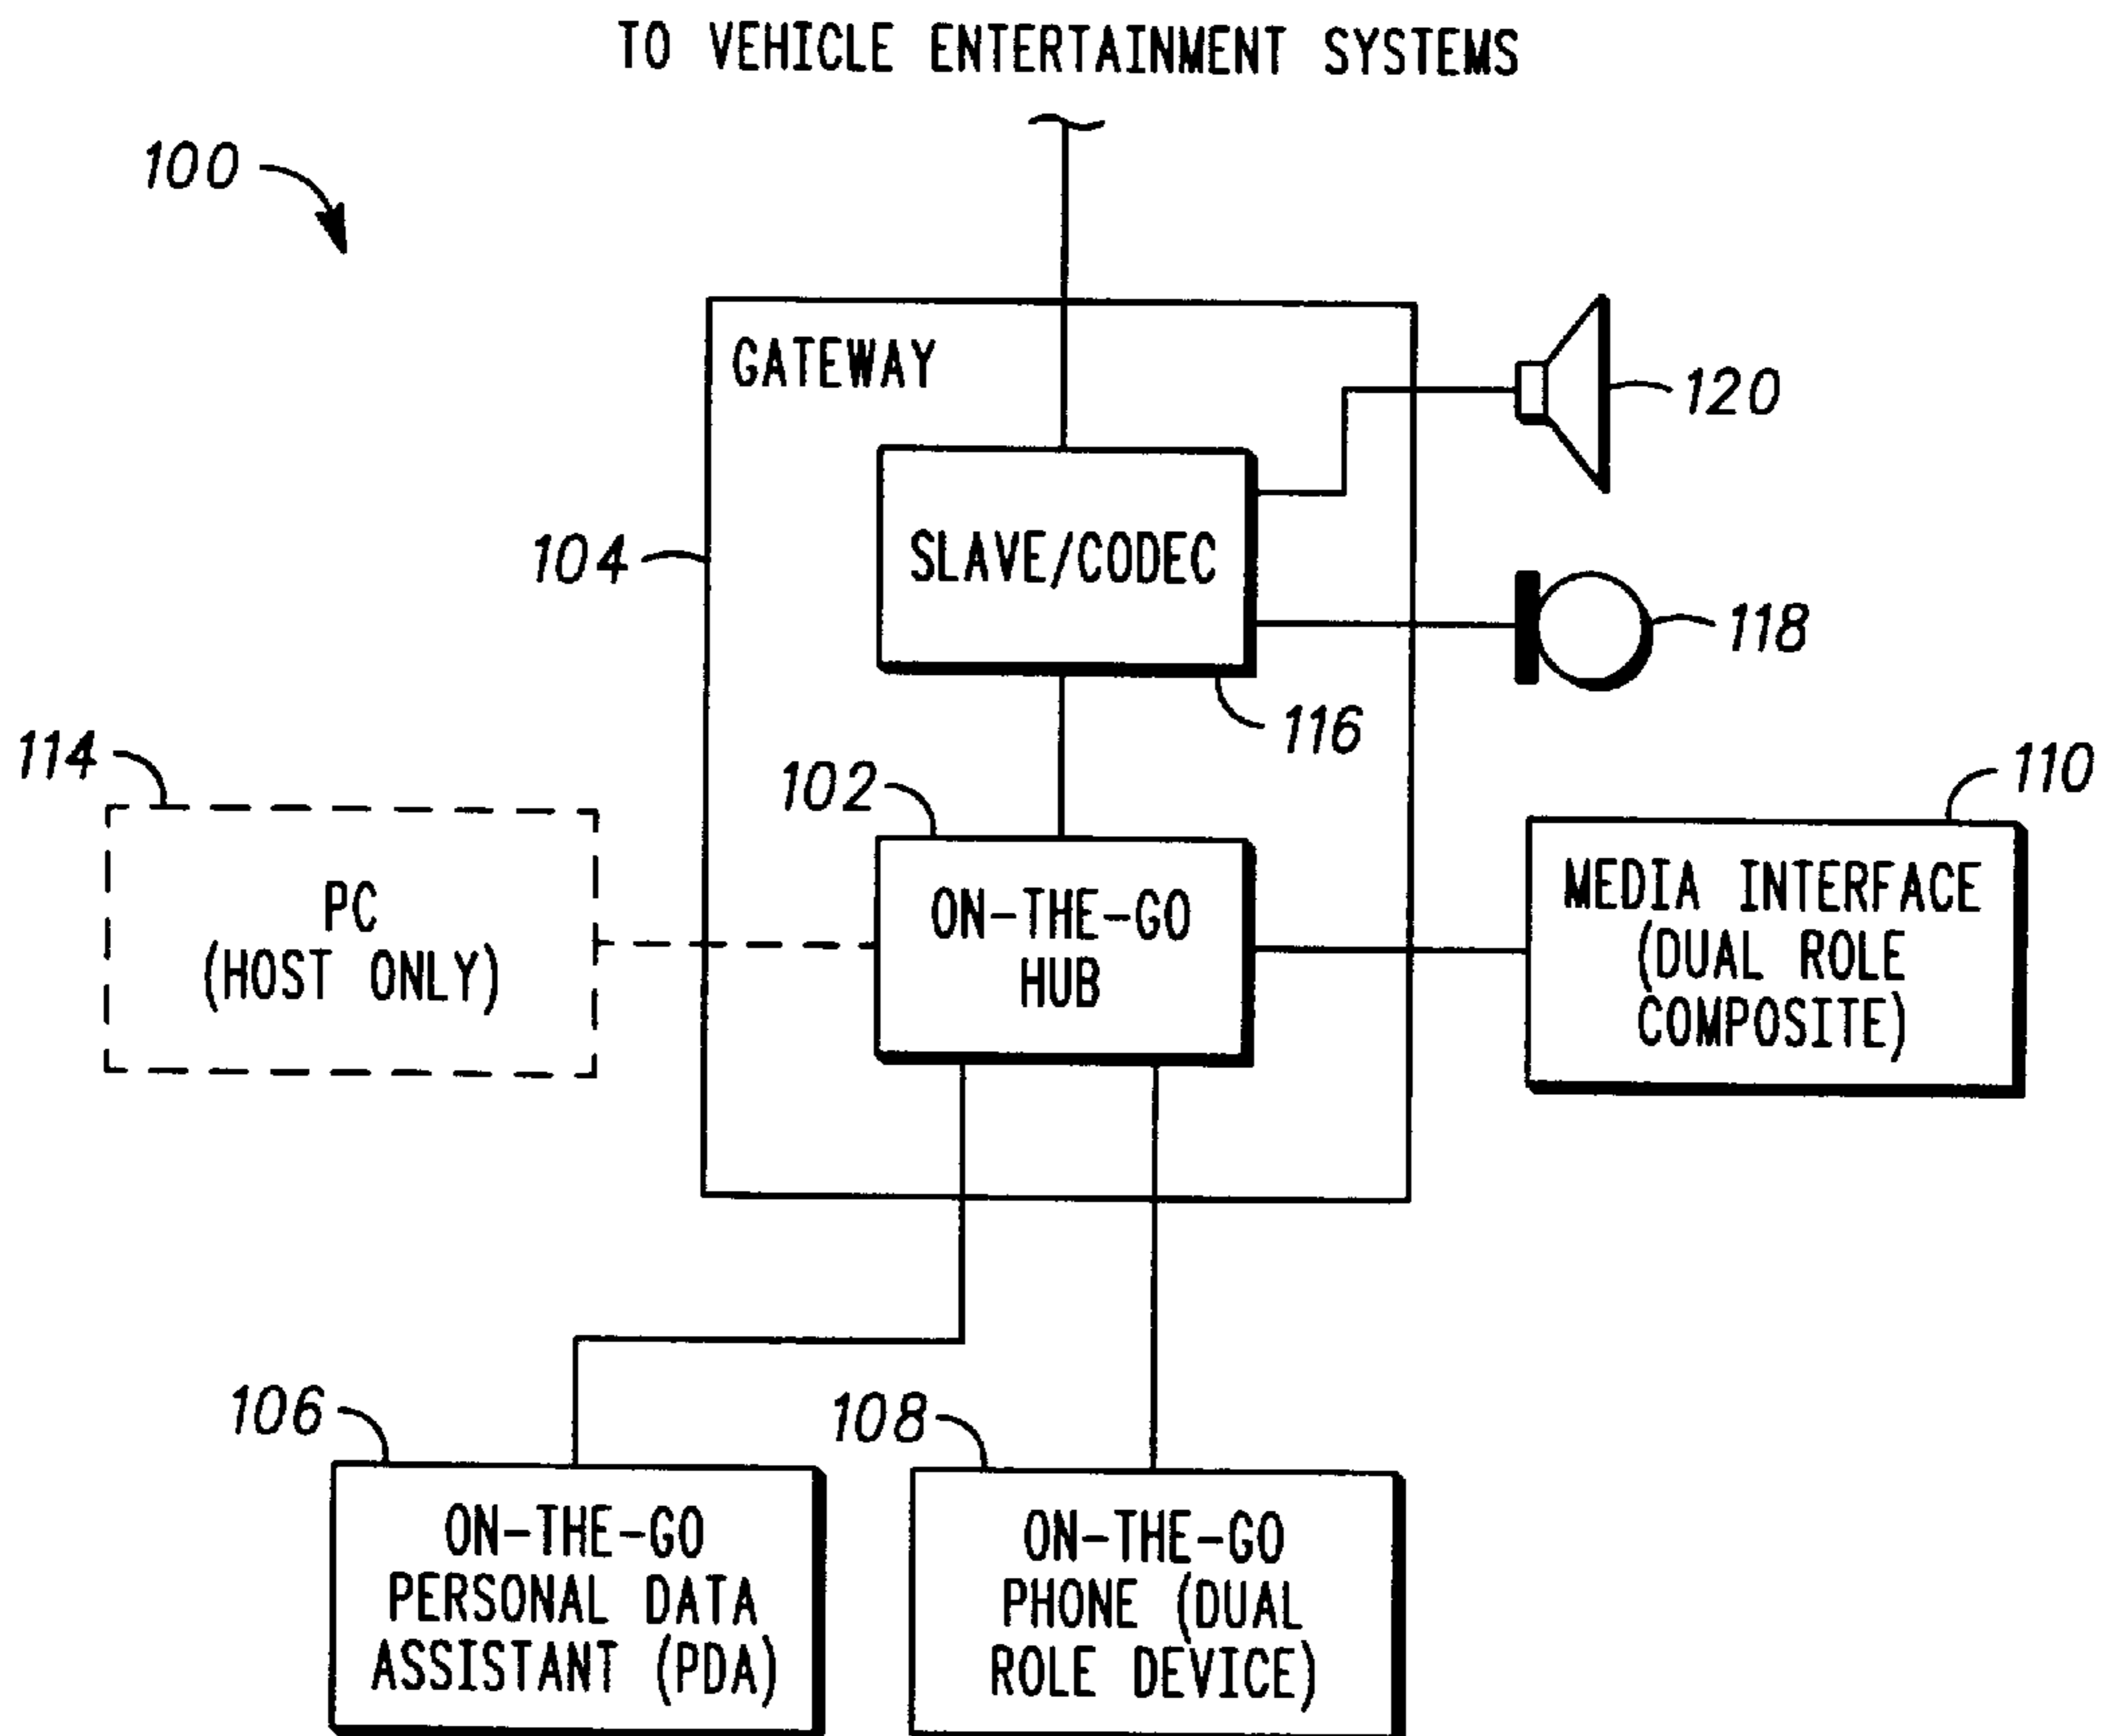 TO VEHICLE ENTERTAINMENT SYSTEMS
100
GATEWAY
120
SLAVE/CODEC
104
118
116
114
102
110
PC
(HOST ONLY)
ON-THE-GO
HUB
MEDIA INTERFACE
(DUAL ROLE
COMPOSITE)
106
108
ON-THE-GO
PERSONAL DATA
ASSISTANT (PDA)
ON-THE-GO
PHONE (DUAL
ROLE DEVICE)